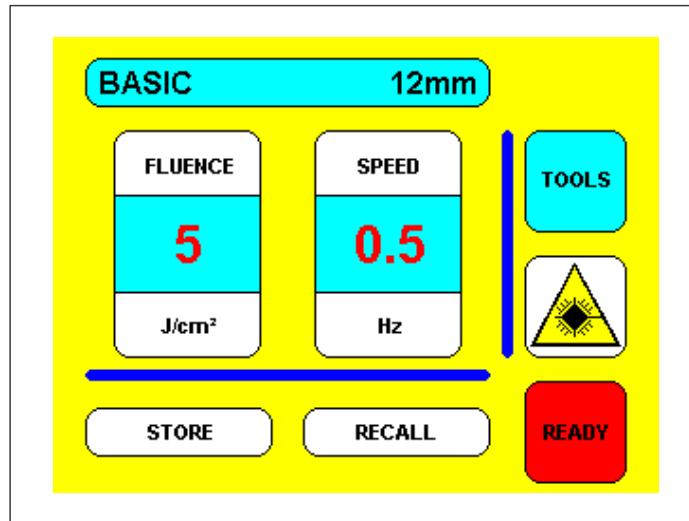 BASIC 12mm
FLUENCE SPEED TOOLS
5 0.5
J/cm² Hz
STORE RECALL READY